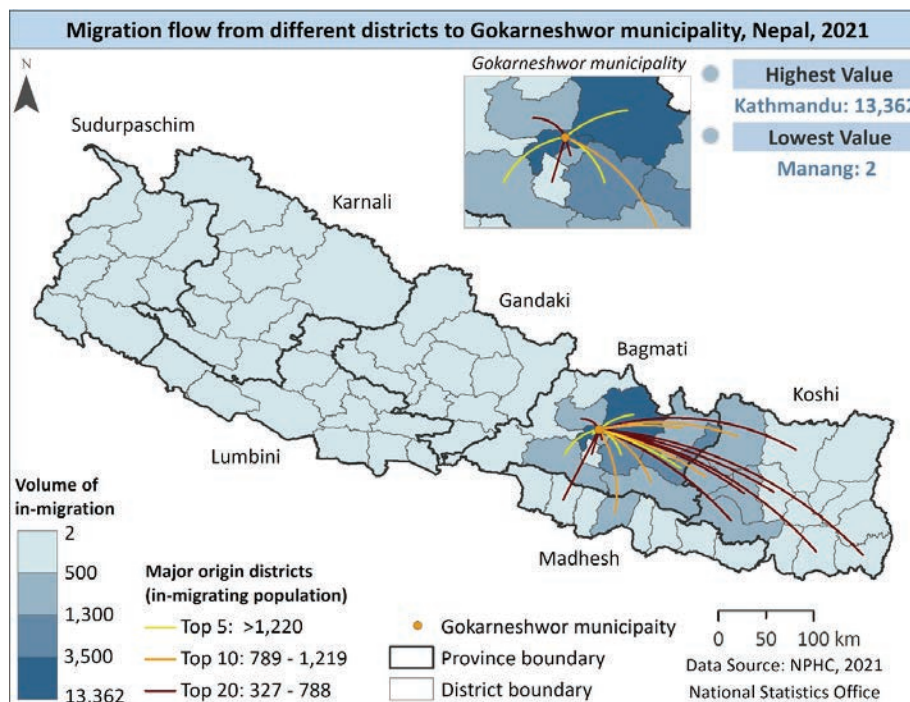 Migration flow from different districts to Gokarneshwor municipality, Nepal, 2021
N
Gokarneshwor municipality
Highest Value
Kathmandu: 13,362
Lowest Value
Manang: 2
Sudurpaschim
Karnali
Gandaki
Bagmati
Koshi
Lumbini
Madhesh
Volume of
in-migration
2
500
1,300
3,500
13,362
Major origin districts
(in-migrating population)
Top 5: >1,220
Top 10: 789 - 1,219
Top 20: 327 - 788
Gokarneshwor municipaity
Province boundary
District boundary
0 50 100 km
Data Source: NPHC, 2021
National Statistics Office